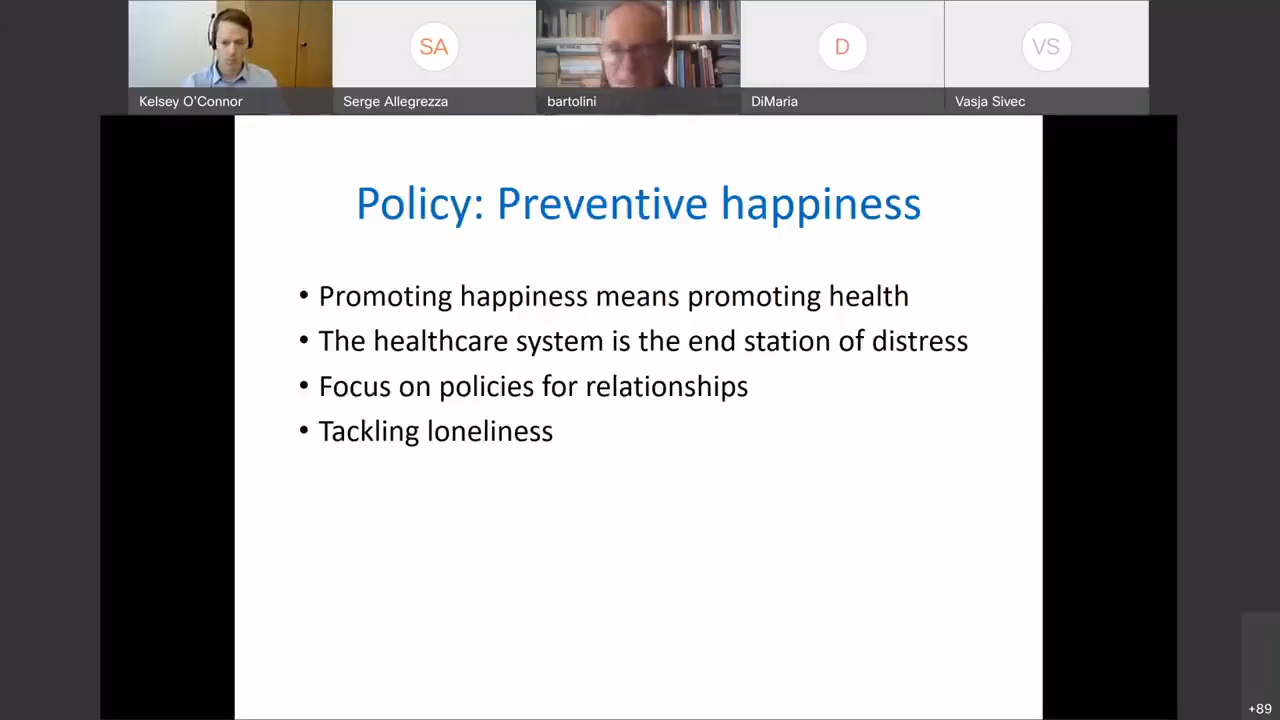 SA
D
VS
Kelsey O'Connor
Serge Allegrezza
bartolini
DiMaria
Vasja Sivec
Policy: Preventive happiness
• Promoting happiness means promoting health
• The healthcare system is the end station of distress
• Focus on policies for relationships
• Tackling loneliness
+89